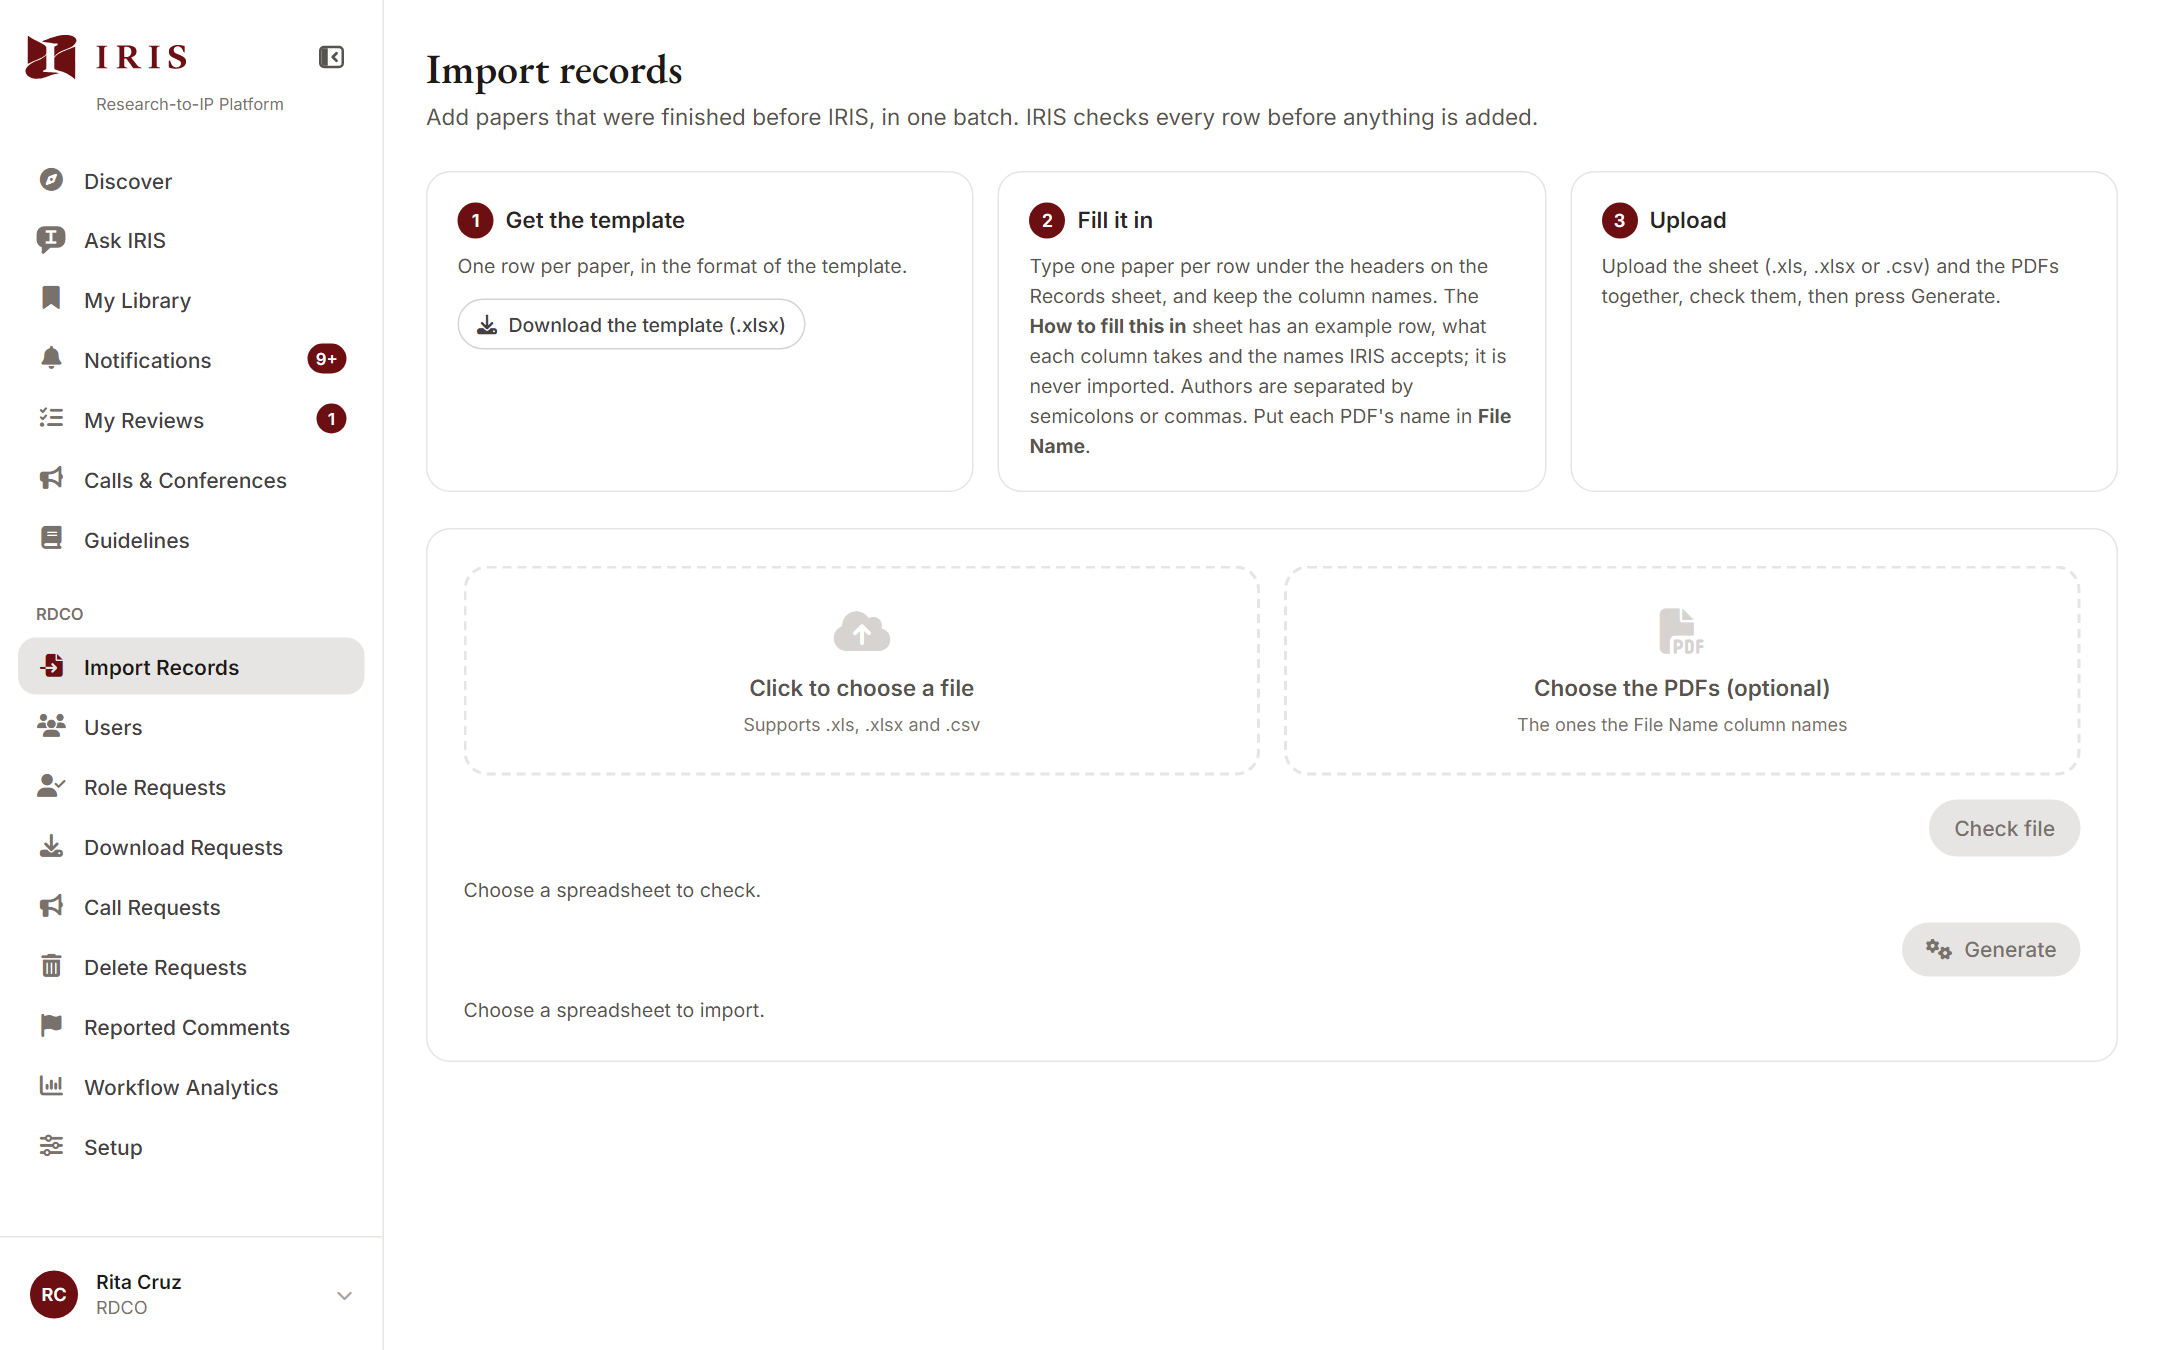 IRIS
Research-to-IP Platform
Discover
Ask IRIS
My Library
Notifications 9+
My Reviews 1
Calls & Conferences
Guidelines
RDCO
Import Records
Users
Role Requests
Download Requests
Call Requests
Delete Requests
Reported Comments
Workflow Analytics
Setup
RC
Rita Cruz
RDCO
Import records
Add papers that were finished before IRIS, in one batch. IRIS checks every row before anything is added.
1 Get the template
One row per paper, in the format of the template.
Download the template (.xlsx)
2 Fill it in
Type one paper per row under the headers on the
Records sheet, and keep the column names. The
How to fill this in sheet has an example row, what
each column takes and the names IRIS accepts; it is
never imported. Authors are separated by
semicolons or commas. Put each PDF's name in File
Name.
3 Upload
Upload the sheet (.xls, .xlsx or .csv) and the PDFs
together, check them, then press Generate.
Click to choose a file
Supports .xls, .xlsx and .csv
PDF
Choose the PDFs (optional)
The ones the File Name column names
Check file
Choose a spreadsheet to check.
Generate
Choose a spreadsheet to import.